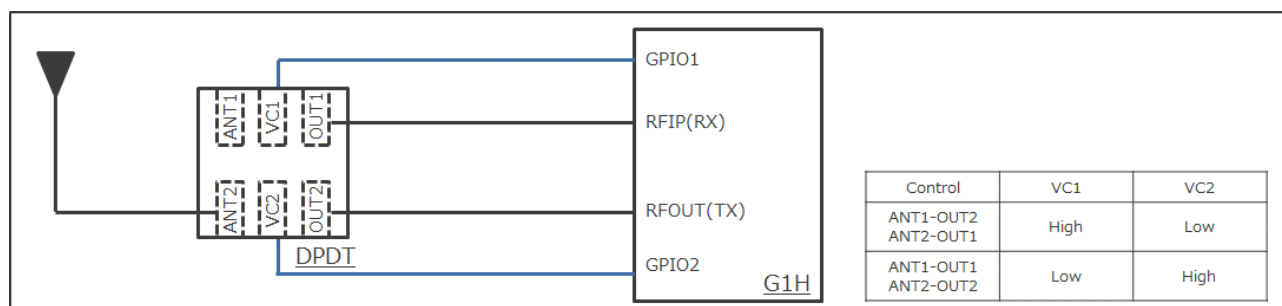 GPIO1
ANT1
VC1
OUT1
RFIP(RX)
ANT2
VC2
OUT2
RFOUT(TX)
DPDT
GPIO2
G1H
Control VC1 VC2
ANT1-OUT2
ANT2-OUT1
High Low
ANT1-OUT1
ANT2-OUT2
Low High